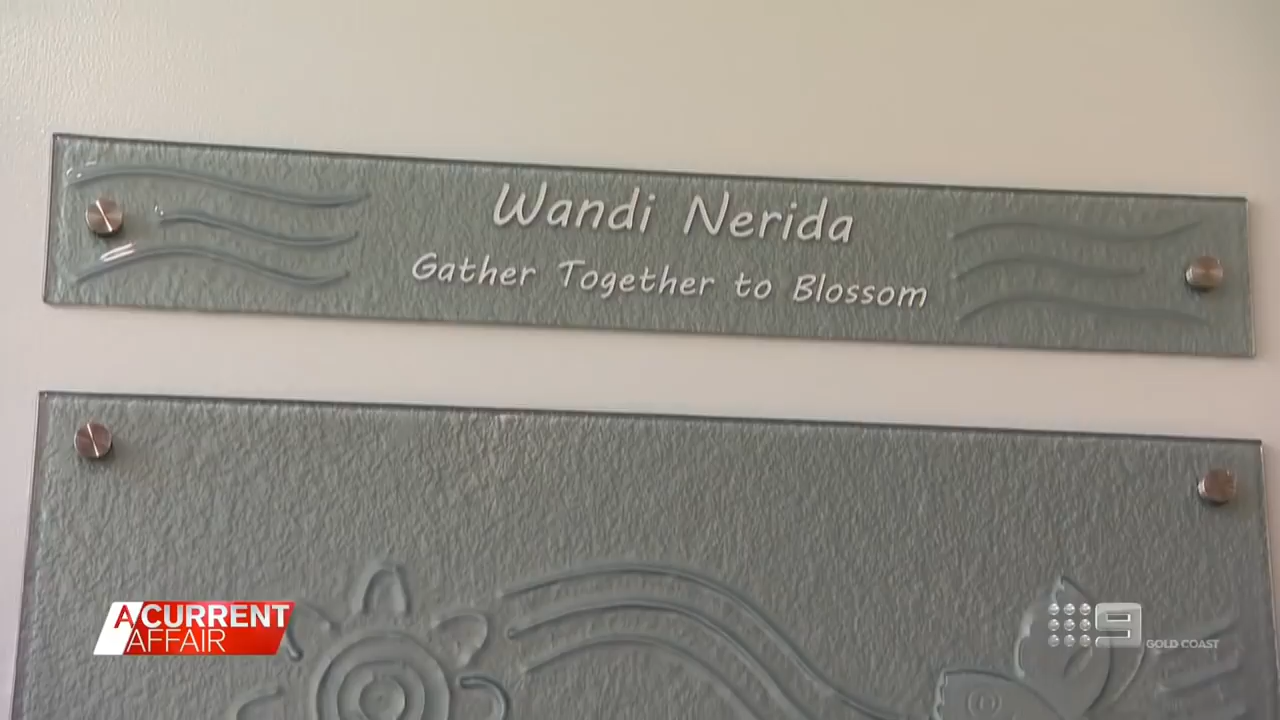 Wandi Nerida
Gather Together to Blossom
A CURRENT
AFFAIR
9
GOLD COAST